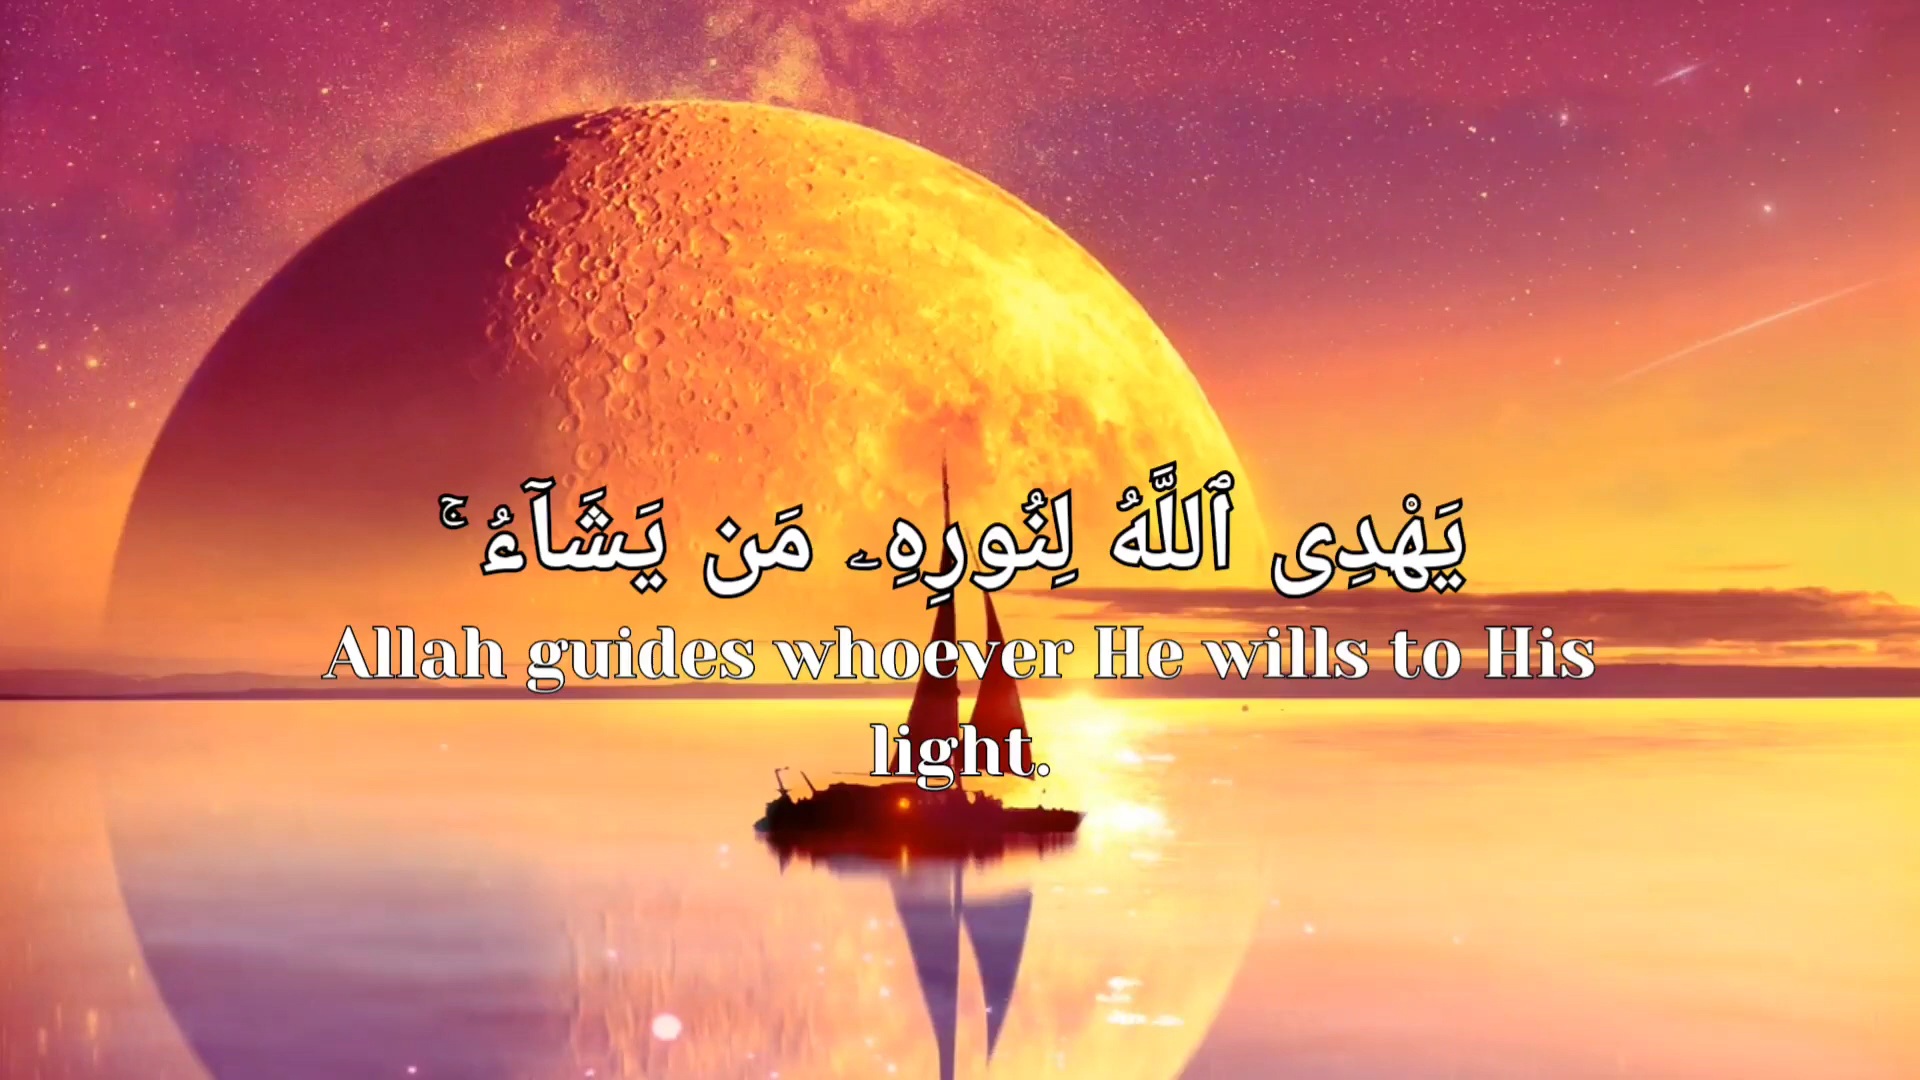 يَهْدِى ٱللَّهُ لِنُورِهِۦ مَن يَشَآءُ ۚ
Allah guides whoever He wills to His
light.